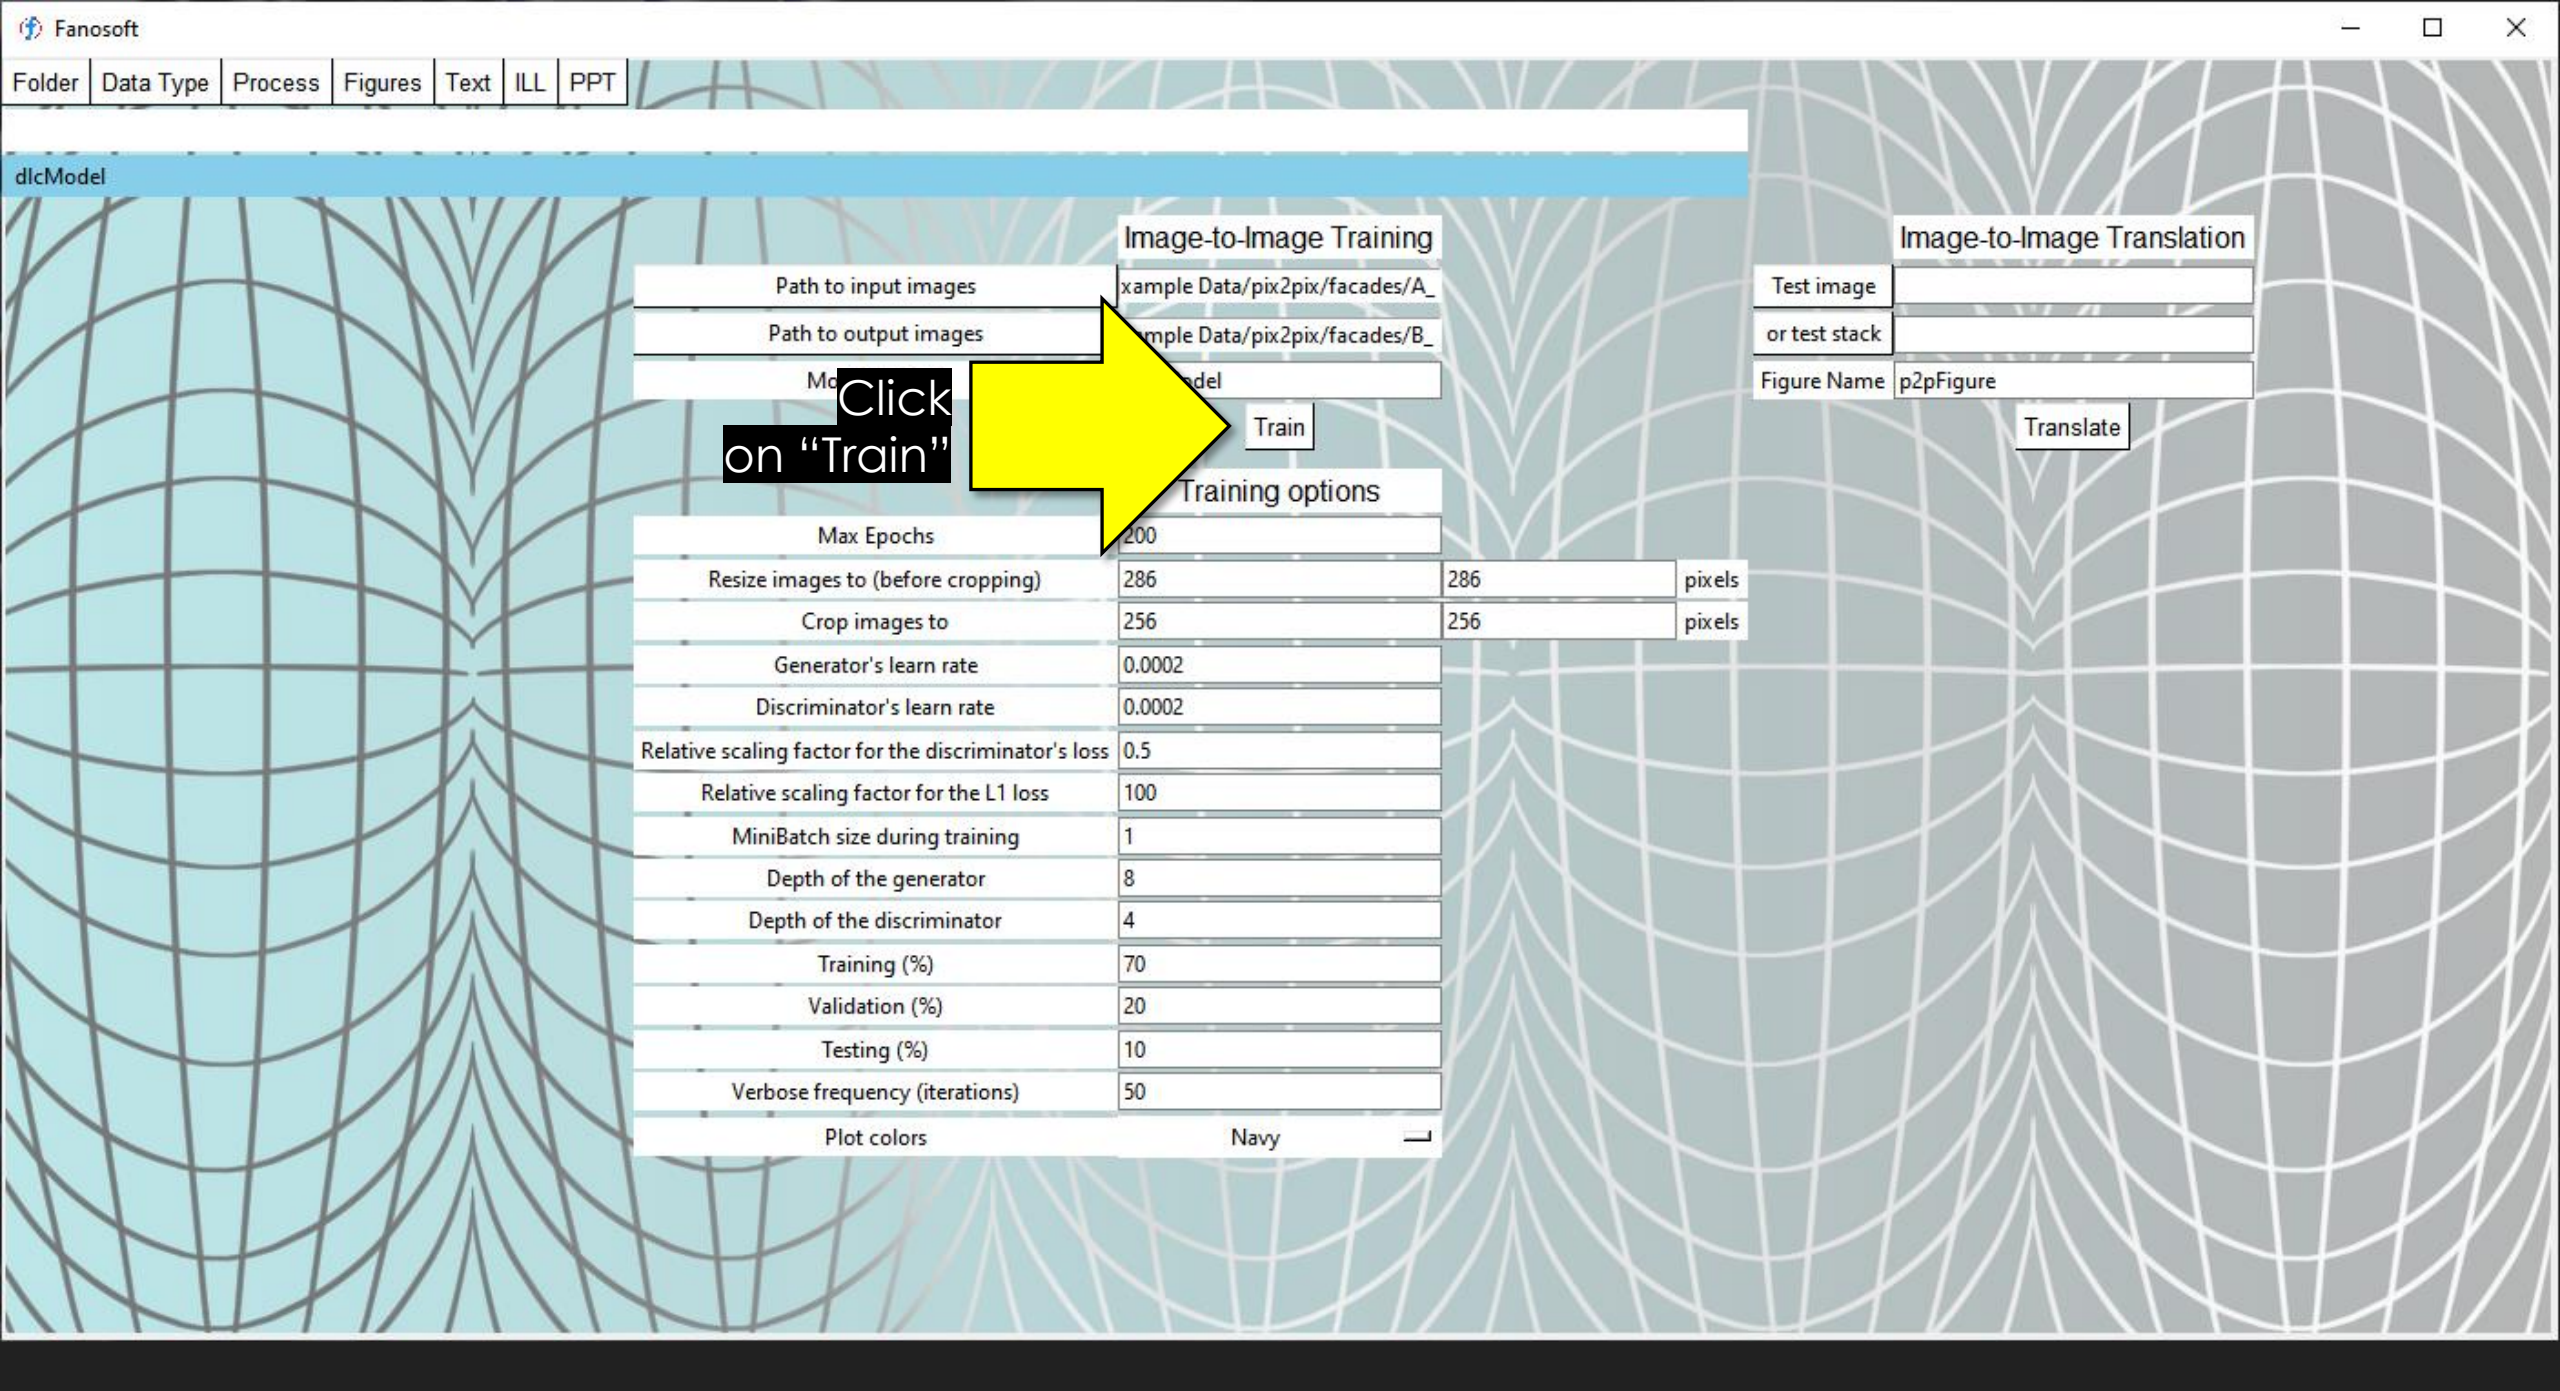 Fanosoft
Folder Data Type Process Figures Text ILL PPT
dlcModel
Image-to-Image Training
Path to input images xample Data/pix2pix/facades/A_
Path to output images mple Data/pix2pix/facades/B_
Click
on “Train”
Train
Training options
Max Epochs 200
Resize images to (before cropping) 286 286 pixels
Crop images to 256 256 pixels
Generator's learn rate 0.0002
Discriminator's learn rate 0.0002
Relative scaling factor for the discriminator's loss 0.5
Relative scaling factor for the L1 loss 100
MiniBatch size during training 1
Depth of the generator 8
Depth of the discriminator 4
Training (%) 70
Validation (%) 20
Testing (%) 10
Verbose frequency (iterations) 50
Plot colors Navy
Image-to-Image Translation
Test image
or test stack
Figure Name p2pFigure
Translate